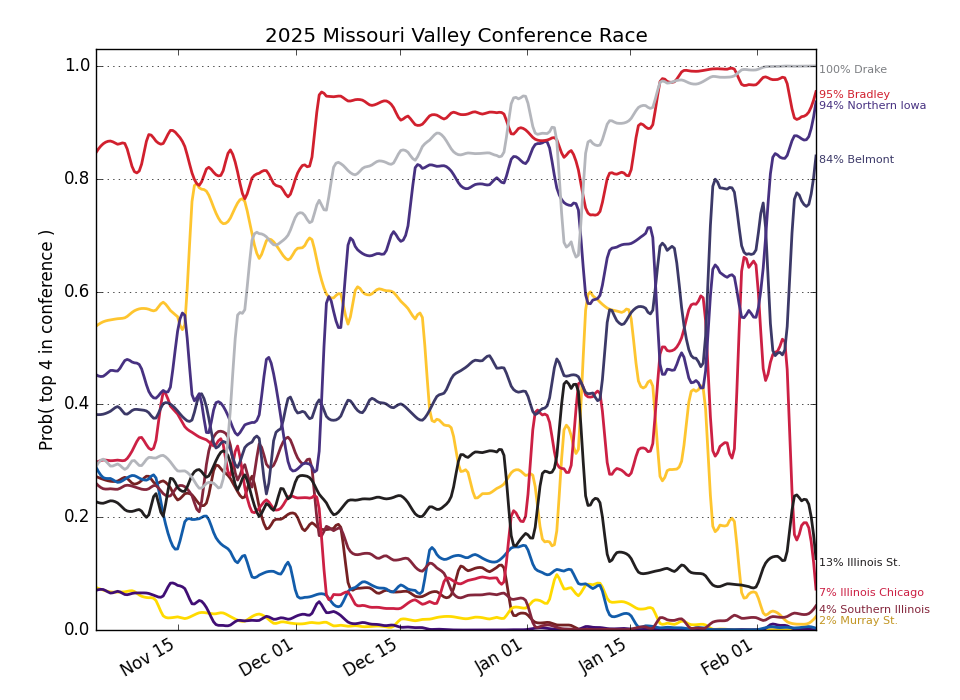 2025 Missouri Valley Conference Race
Prob( top 4 in conference )
1.0
0.8
0.6
0.4
0.2
0.0
Nov 15
Dec 01
Dec 15
Jan 01
Jan 15
Feb 01
100% Drake
95% Bradley
94% Northern Iowa
84% Belmont
13% Illinois St.
7% Illinois Chicago
4% Southern Illinois
2% Murray St.